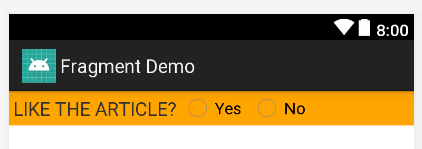 8:00
Fragment Demo
LIKE THE ARTICLE? Yes No